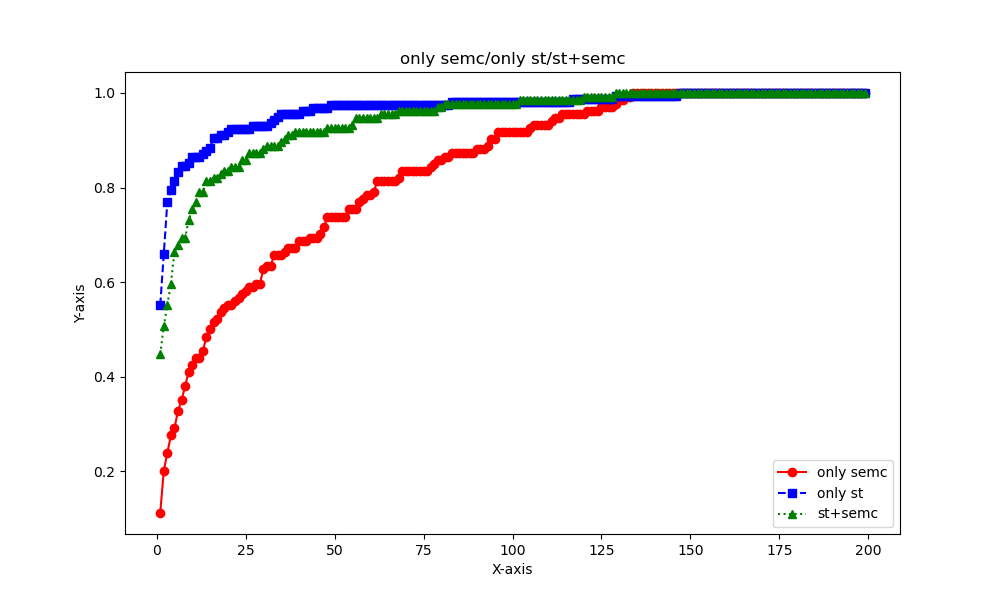 only semc/only st/st+semc
1.0
0.8
0.6
0.4
0.2
Y-axis
0 25 50 75 100 125 150 175 200
X-axis
only semc
only st
st+semc